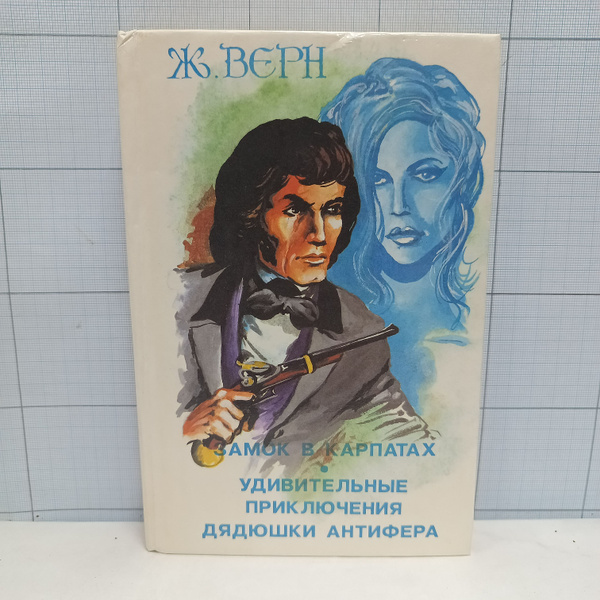 Ж. ВЕРН
ЗАМОК В КАРПАТАХ
•
УДИВИТЕЛЬНЫЕ
ПРИКЛЮЧЕНИЯ
ДЯДЮШКИ АНТИФЕРА